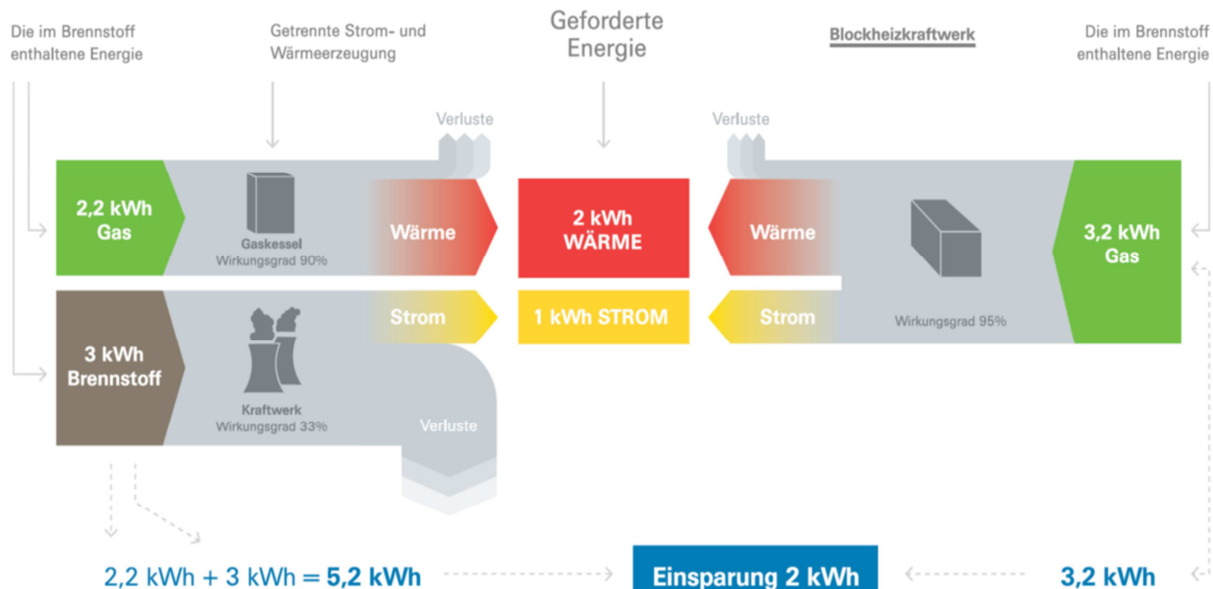 Die im Brennstoff
enthaltene Energie
Getrennte Strom- und
Wärmeerzeugung
Geforderte
Energie
Blockheizkraftwerk
Die im Brennstoff
enthaltene Energie
Verluste
Verluste
2,2 kWh
Gas
Gaskessel
Wirkungsgrad 90%
Wärme
2 kWh
WÄRME
Wärme
3,2 kWh
Gas
3 kWh
Brennstoff
Kraftwerk
Wirkungsgrad 33%
Strom
1 kWh STROM
Strom
Wirkungsgrad 95%
Verluste
2,2 kWh + 3 kWh = 5,2 kWh
Einsparung 2 kWh
3,2 kWh